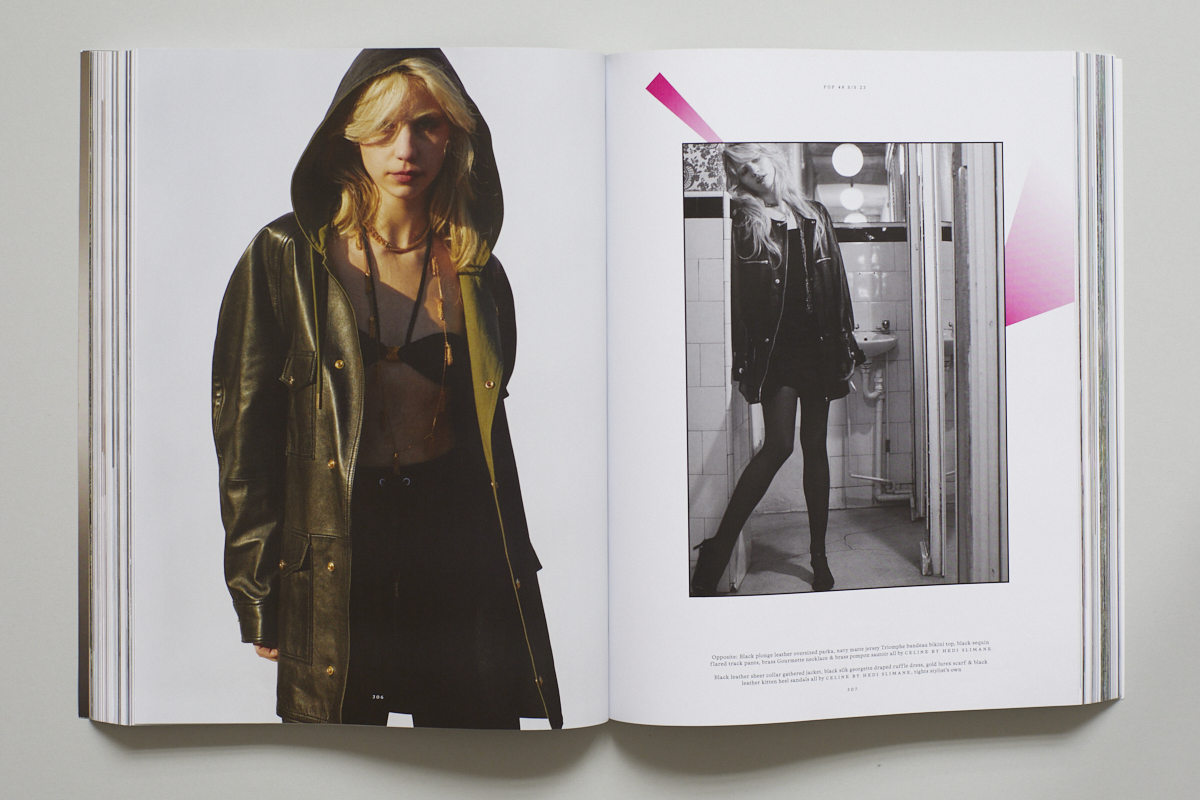 POP 48 S/S 23
Opposite: Black plonge leather oversized parka, navy matte jersey Triomphe bandeau bikini top, black sequin
flared track pants, brass Gourmette necklace & brass pompon sautoir all by CELINE BY HEDI SLIMANE
Black leather sheer collar gathered jacket, black silk georgette draped ruffle dress, gold lurex scarf & black
leather kitten heel sandals all by CELINE BY HEDI SLIMANE, tights stylist's own
306
307